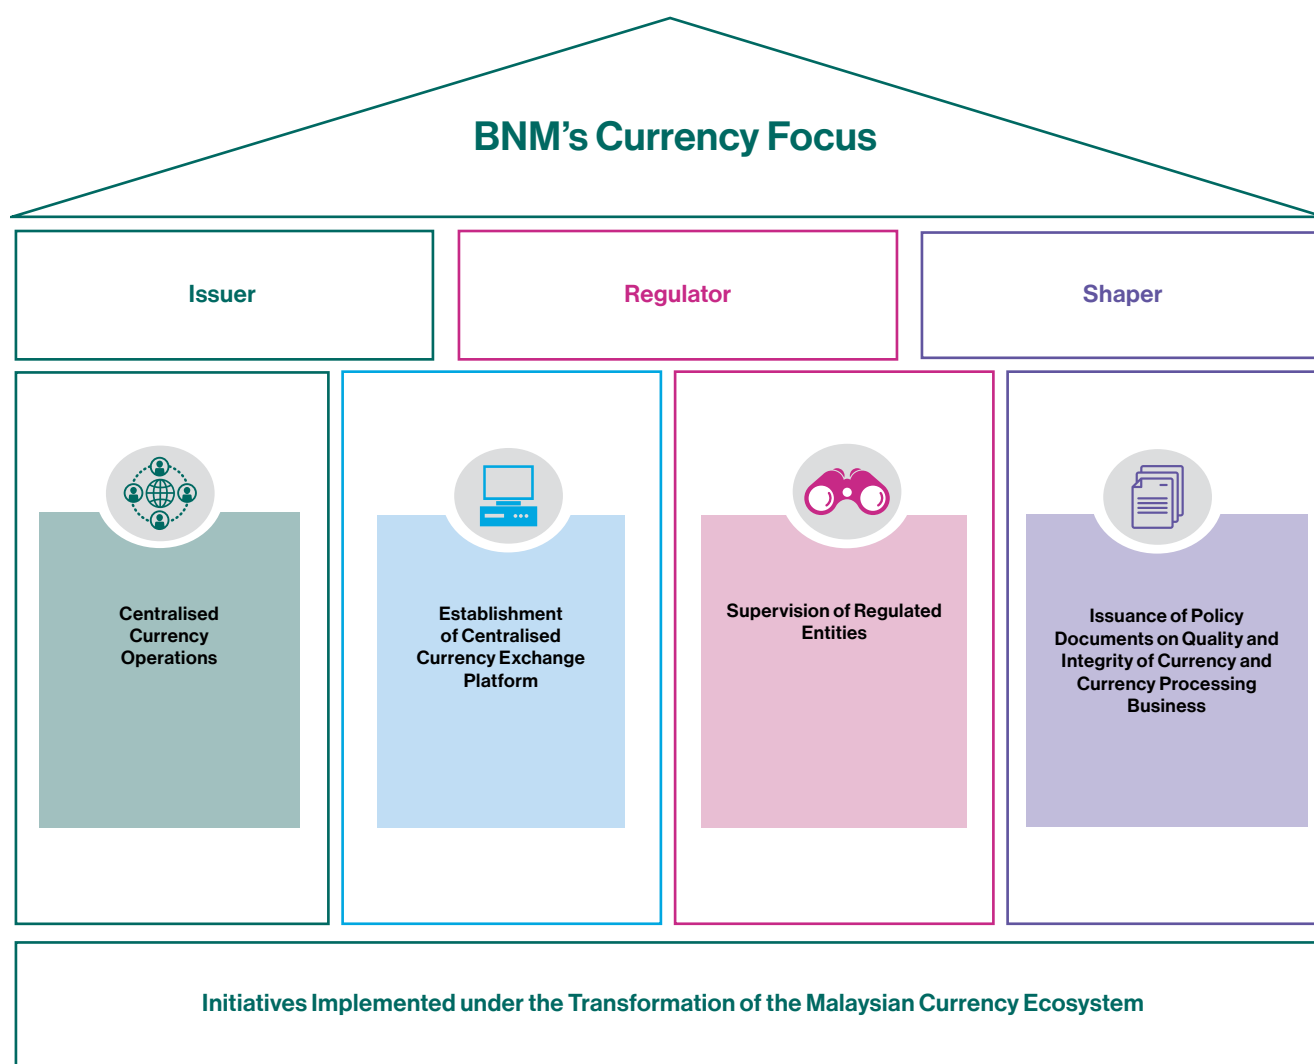 BNM’s Currency Focus
Issuer
Regulator
Shaper
Centralised
Currency
Operations
Establishment
of Centralised
Currency Exchange
Platform
Supervision of Regulated
Entities
Issuance of Policy
Documents on Quality and
Integrity of Currency and
Currency Processing
Business
Initiatives Implemented under the Transformation of the Malaysian Currency Ecosystem